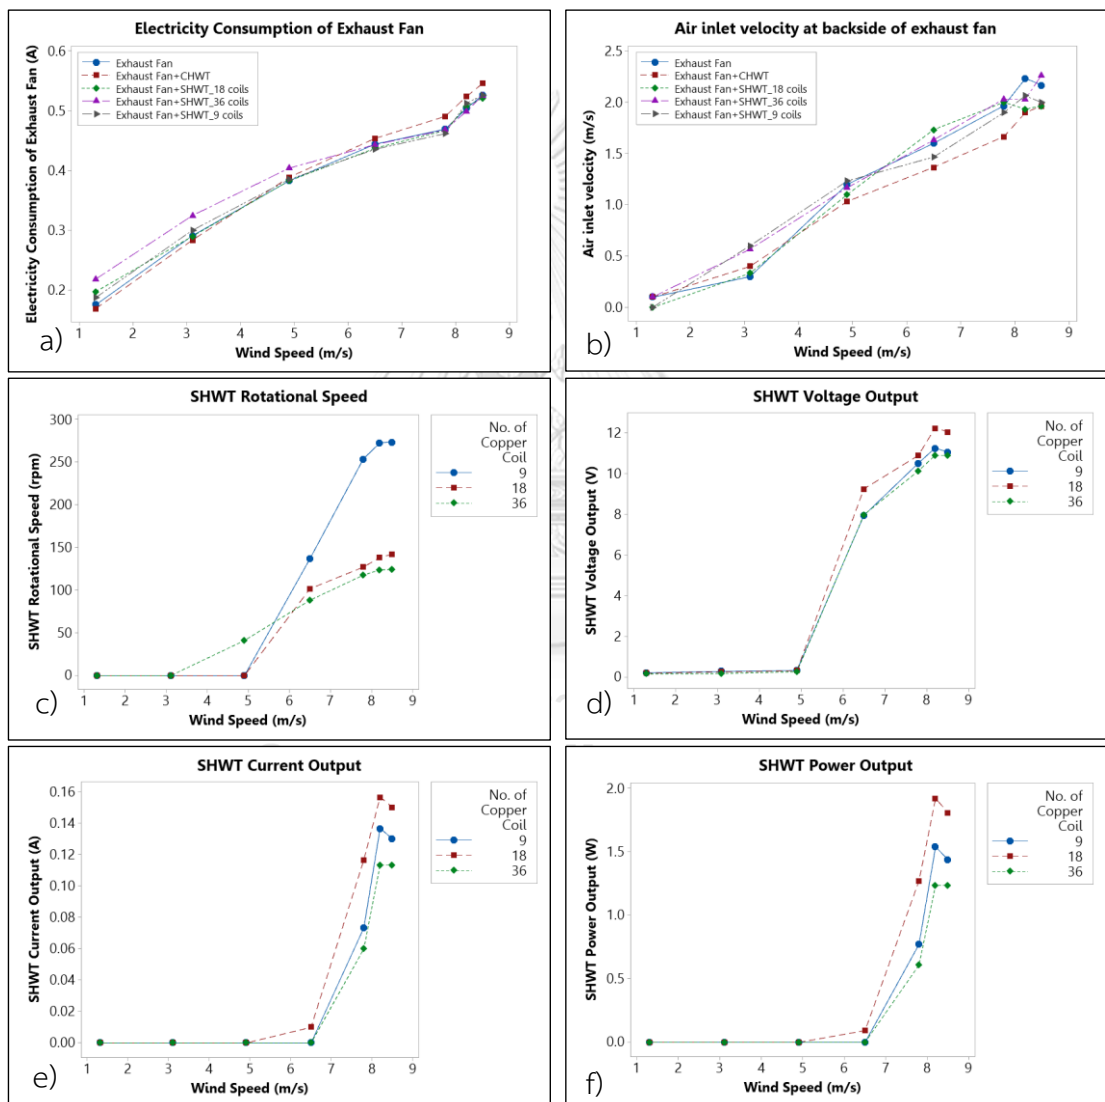 Electricity Consumption of Exhaust Fan
Electricity Consumption of Exhaust Fan (A)
0.6
0.5
0.4
0.3
0.2
Exhaust Fan
Exhaust Fan+CHWT
Exhaust Fan+SHWT_18 coils
Exhaust Fan+SHWT_36 coils
Exhaust Fan+SHWT_9 coils
1 2 3 4 5 6 7 8 9
Wind Speed (m/s)
a)
Air inlet velocity at backside of exhaust fan
Air inlet velocity (m/s)
2.5
2.0
1.5
1.0
0.5
0.0
Exhaust Fan
Exhaust Fan+CHWT
Exhaust Fan+SHWT_18 coils
Exhaust Fan+SHWT_36 coils
Exhaust Fan+SHWT_9 coils
1 2 3 4 5 6 7 8 9
Wind Speed (m/s)
b)
SHWT Rotational Speed
SHWT Rotational Speed (rpm)
300
250
200
150
100
50
0
No. of
Copper
Coil
9
18
36
1 2 3 4 5 6 7 8 9
Wind Speed (m/s)
c)
SHWT Voltage Output
SHWT Voltage Output (V)
12
10
8
6
4
2
0
No. of
Copper
Coil
9
18
36
1 2 3 4 5 6 7 8 9
Wind Speed (m/s)
d)
SHWT Current Output
SHWT Current Output (A)
0.16
0.14
0.12
0.10
0.08
0.06
0.04
0.02
0.00
No. of
Copper
Coil
9
18
36
1 2 3 4 5 6 7 8 9
Wind Speed (m/s)
e)
SHWT Power Output
SHWT Power Output (W)
2.0
1.5
1.0
0.5
0.0
No. of
Copper
Coil
9
18
36
1 2 3 4 5 6 7 8 9
Wind Speed (m/s)
f)